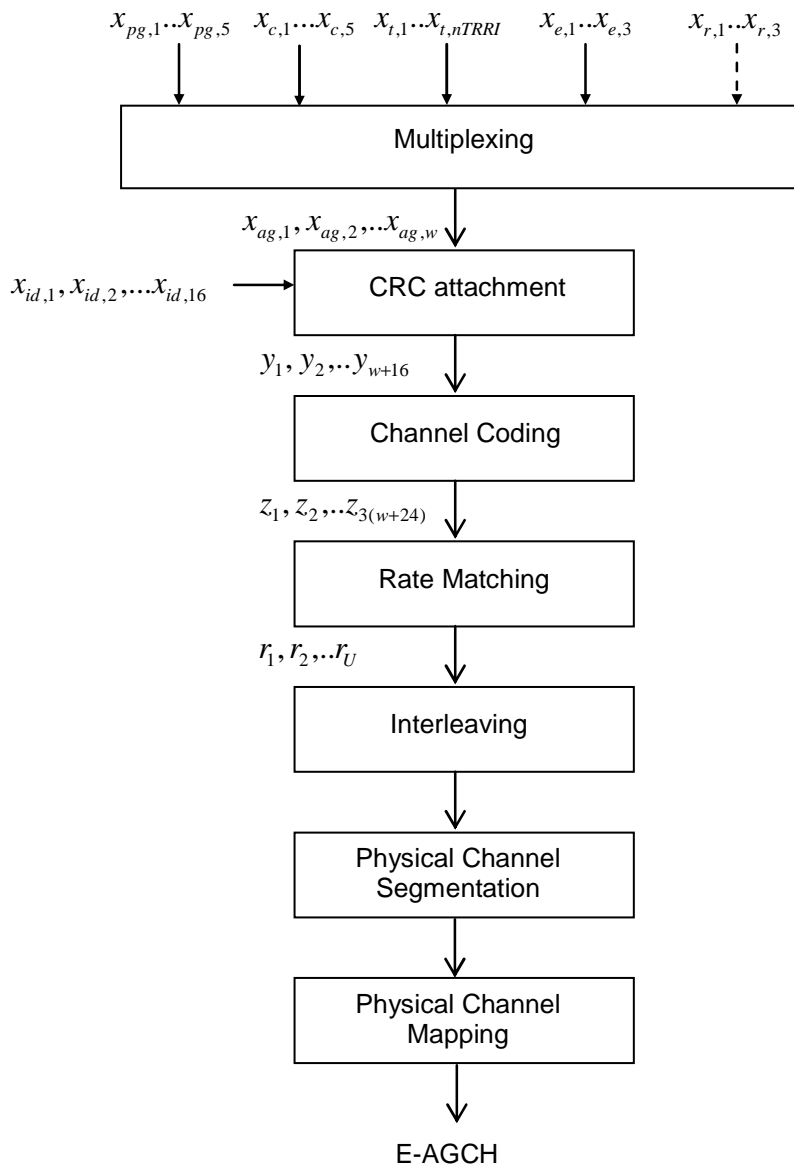 x_{pg,1}..x_{pg,5} x_{c,1}...x_{c,5} x_{t,1}..x_{t,nTRRI} x_{e,1}..x_{e,3} x_{r,1}..x_{r,3}
Multiplexing
x_{ag,1}, x_{ag,2},..x_{ag,w}
x_{id,1}, x_{id,2},...x_{id,16}
CRC attachment
y_1, y_2,..y_{w+16}
Channel Coding
z_1, z_2,..z_{3(w+24)}
Rate Matching
r_1, r_2,..r_U
Interleaving
Physical Channel
Segmentation
Physical Channel
Mapping
E-AGCH